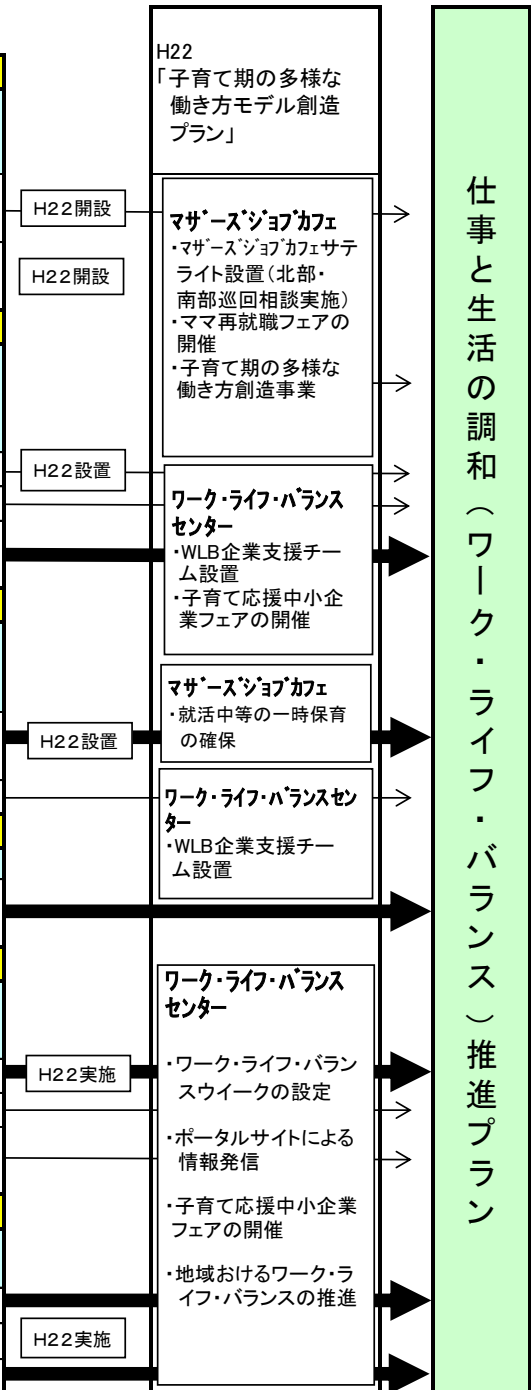 H22
「子育て期の多様な
働き方モデル創造
プラン」
H22開設
H22開設
マザーズジョブカフェ
・マザーズジョブカフェサテ
ライト設置（北部・
南部巡回相談実施）
・ママ再就職フェアの
開催
・子育て期の多様な
働き方創造事業
H22設置
ワーク・ライフ・バランス
センター
・WLB企業支援チー
ム設置
・子育て応援中小企
業フェアの開催
H22設置
マザーズジョブカフェ
・就活中等の一時保育
の確保
ワーク・ライフ・バランスセン
ター
・WLB企業支援チー
ム設置
ワーク・ライフ・バランス
センター
H22実施
・ワーク・ライフ・バラン
スウイークの設定
・ポータルサイトによる
情報発信
・子育て応援中小企業
フェアの開催
・地域おけるワーク・ラ
イフ・バランスの推進
H22実施
仕事と生活の調和（ワーク・ライフ・バランス）推進プラン